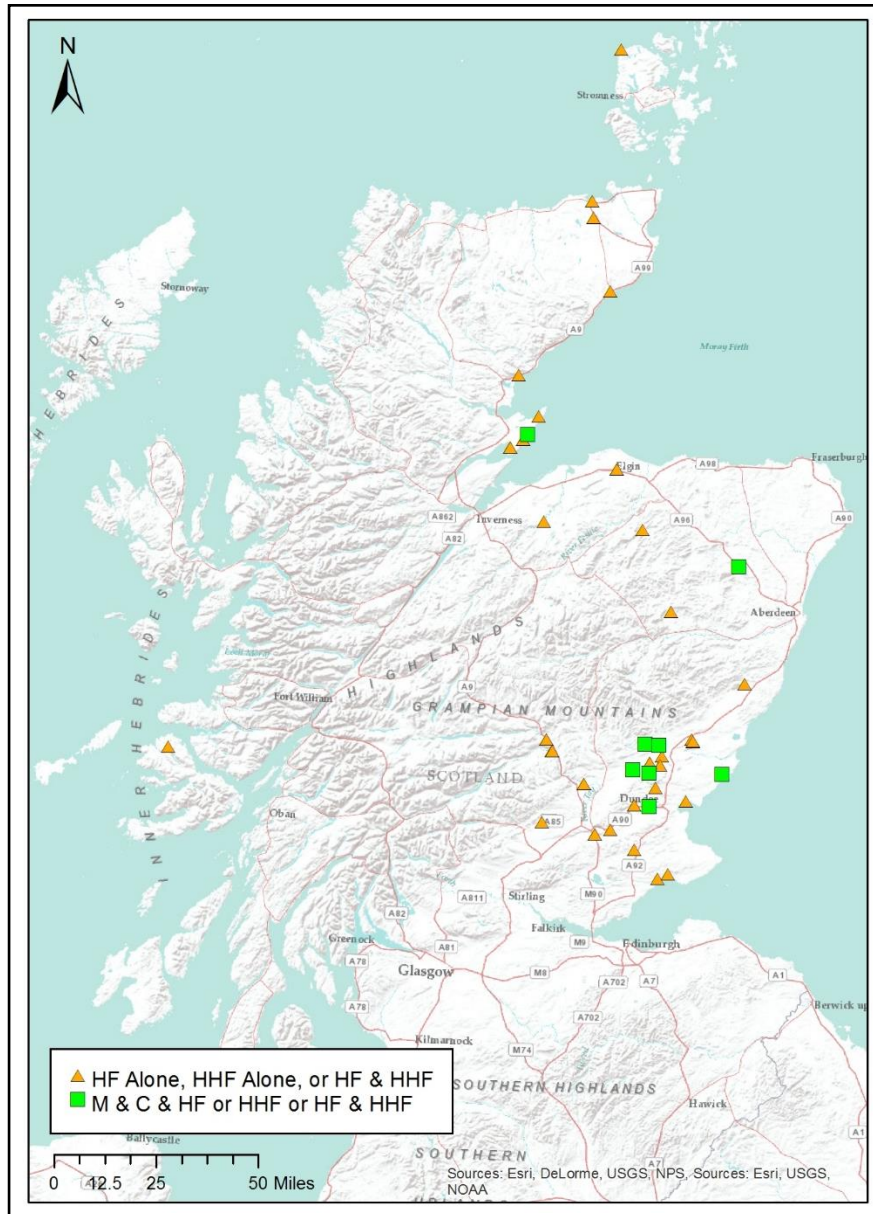 N
Stromness
A99
Stornoway
A9
Moray Firth
HEBRIDES
HEBRIDES
Elgin
A98
Fraserburgh
A862
Inverness
A96
A90
A82
Aberdeen
HIGHLANDS
Fort William
A9
GRAMPIAN MOUNTAINS
INNER HEBRIDES
SCOTLAND
Dundee
Oban
A85
A90
A92
Forth
Stirling
M90
A811
A82
Falkirk
Greenock
A81
M9
Edinburgh
A78
Glasgow
M8
A1
A702
A7
A78
A702
Berwick up
Kilmarnock
M74
HF Alone, HHF Alone, or HF & HHF
SOUTHERN HIGHLANDS
M & C & HF or HHF or HF & HHF
Hawick
Ballycastle
A1
SOUTHERN
A7
0 12.5 25 50 Miles
Sources: Esri, DeLorme, USGS, NPS, Sources: Esri, USGS,
NOAA